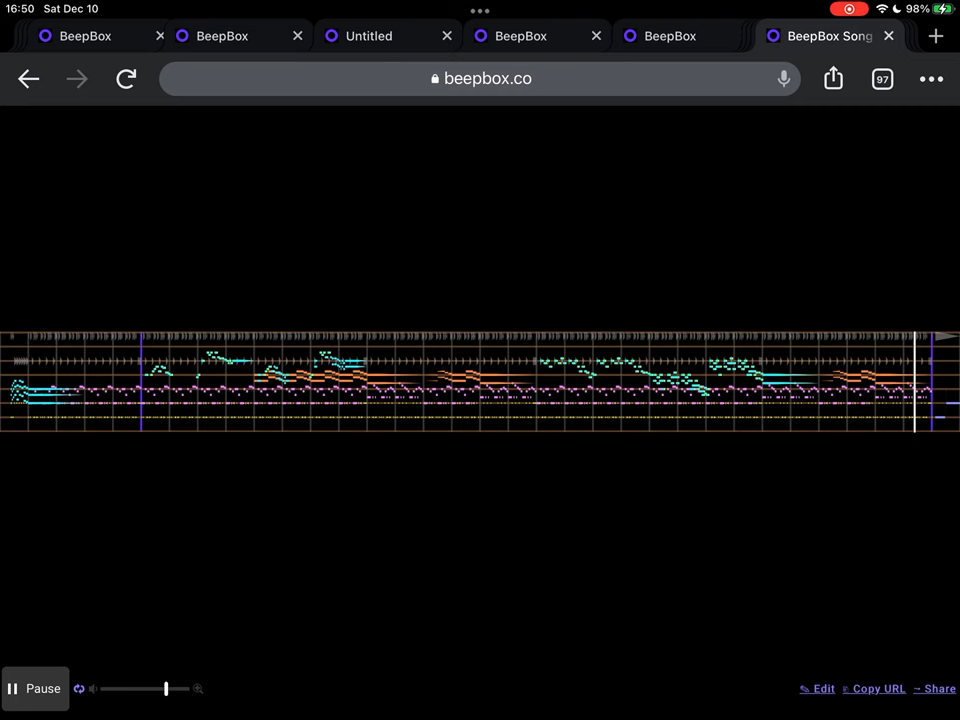 16:50 Sat Dec 10 98%
BeepBox BeepBox Untitled BeepBox BeepBox BeepBox Song
beepbox.co 97
Pause Edit Copy URL Share